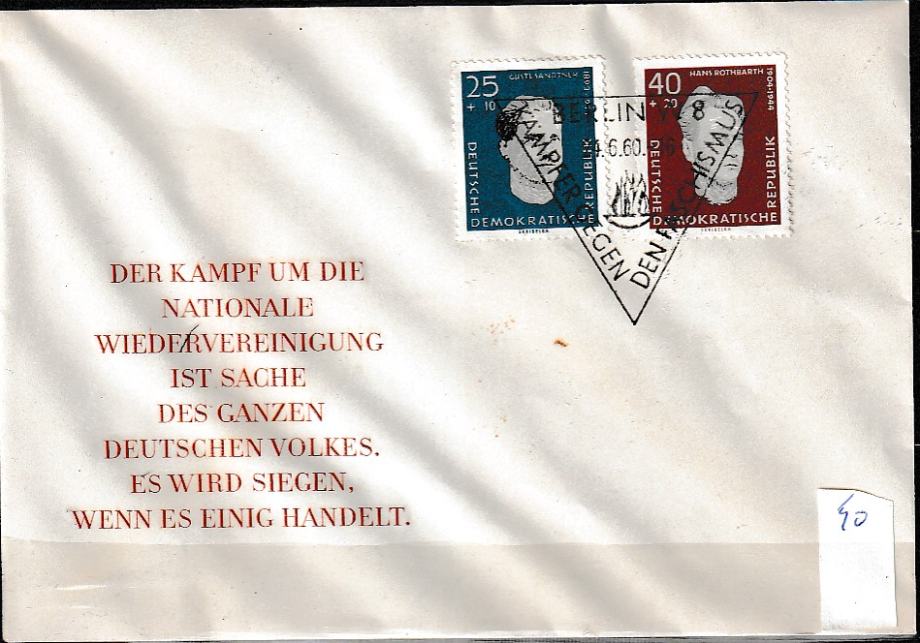 25
+ 10
GUSTL SANDTNER
DEUTSCHE
DEMOKRATISCHE
REPUBLIK
40
+ 20
HANS ROTHBARTH
1904-1944
DEUTSCHE
DEMOKRATISCHE
REPUBLIK
BERLIN W 8
.6.60.
KÄMPFER GEGEN
DEN FASCHISMUS
DER KAMPF UM DIE
NATIONALE
WIEDERVEREINIGUNG
IST SACHE
DES GANZEN
DEUTSCHEN VOLKES.
ES WIRD SIEGEN,
WENN ES EINIG HANDELT.
40